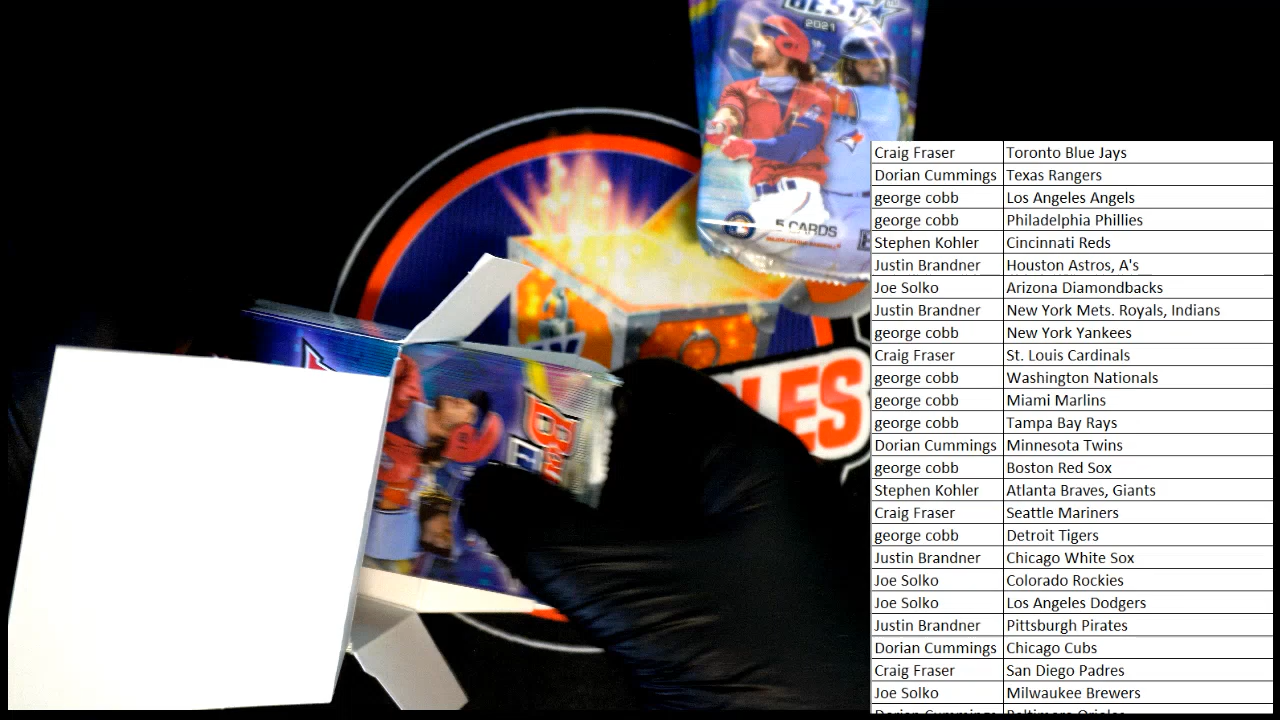 BEST
2021
5 CARDS
LES
Craig Fraser Toronto Blue Jays
Dorian Cummings Texas Rangers
george cobb Los Angeles Angels
george cobb Philadelphia Phillies
Stephen Kohler Cincinnati Reds
Justin Brandner Houston Astros, A's
Joe Solko Arizona Diamondbacks
Justin Brandner New York Mets. Royals, Indians
george cobb New York Yankees
Craig Fraser St. Louis Cardinals
george cobb Washington Nationals
george cobb Miami Marlins
george cobb Tampa Bay Rays
Dorian Cummings Minnesota Twins
george cobb Boston Red Sox
Stephen Kohler Atlanta Braves, Giants
Craig Fraser Seattle Mariners
george cobb Detroit Tigers
Justin Brandner Chicago White Sox
Joe Solko Colorado Rockies
Joe Solko Los Angeles Dodgers
Justin Brandner Pittsburgh Pirates
Dorian Cummings Chicago Cubs
Craig Fraser San Diego Padres
Joe Solko Milwaukee Brewers
Dorian Cummings Baltimore Orioles